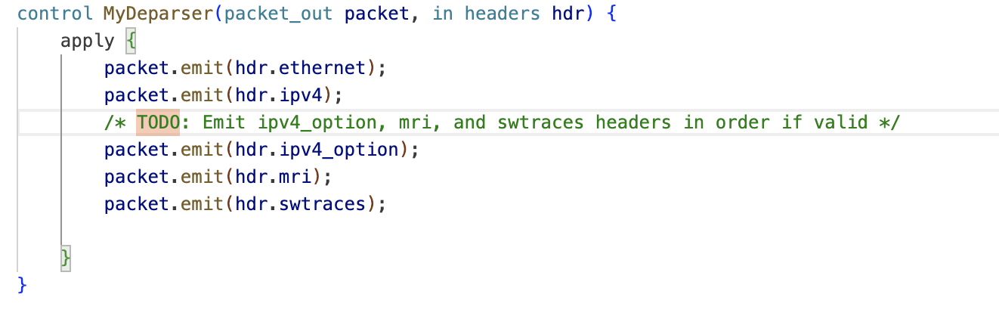 control MyDeparser(packet_out packet, in headers hdr) {
    apply {
        packet.emit(hdr.ethernet);
        packet.emit(hdr.ipv4);
        /* TODO: Emit ipv4_option, mri, and swtraces headers in order if valid */
        packet.emit(hdr.ipv4_option);
        packet.emit(hdr.mri);
        packet.emit(hdr.swtraces);

    }
}